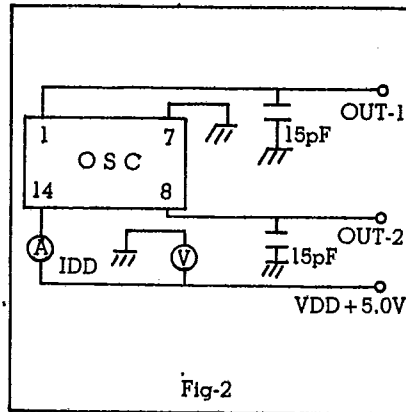 OUT-1
1 7
15pF
OSC
14 8
OUT-2
A IDD V 15pF
VDD+5.0V
Fig-2